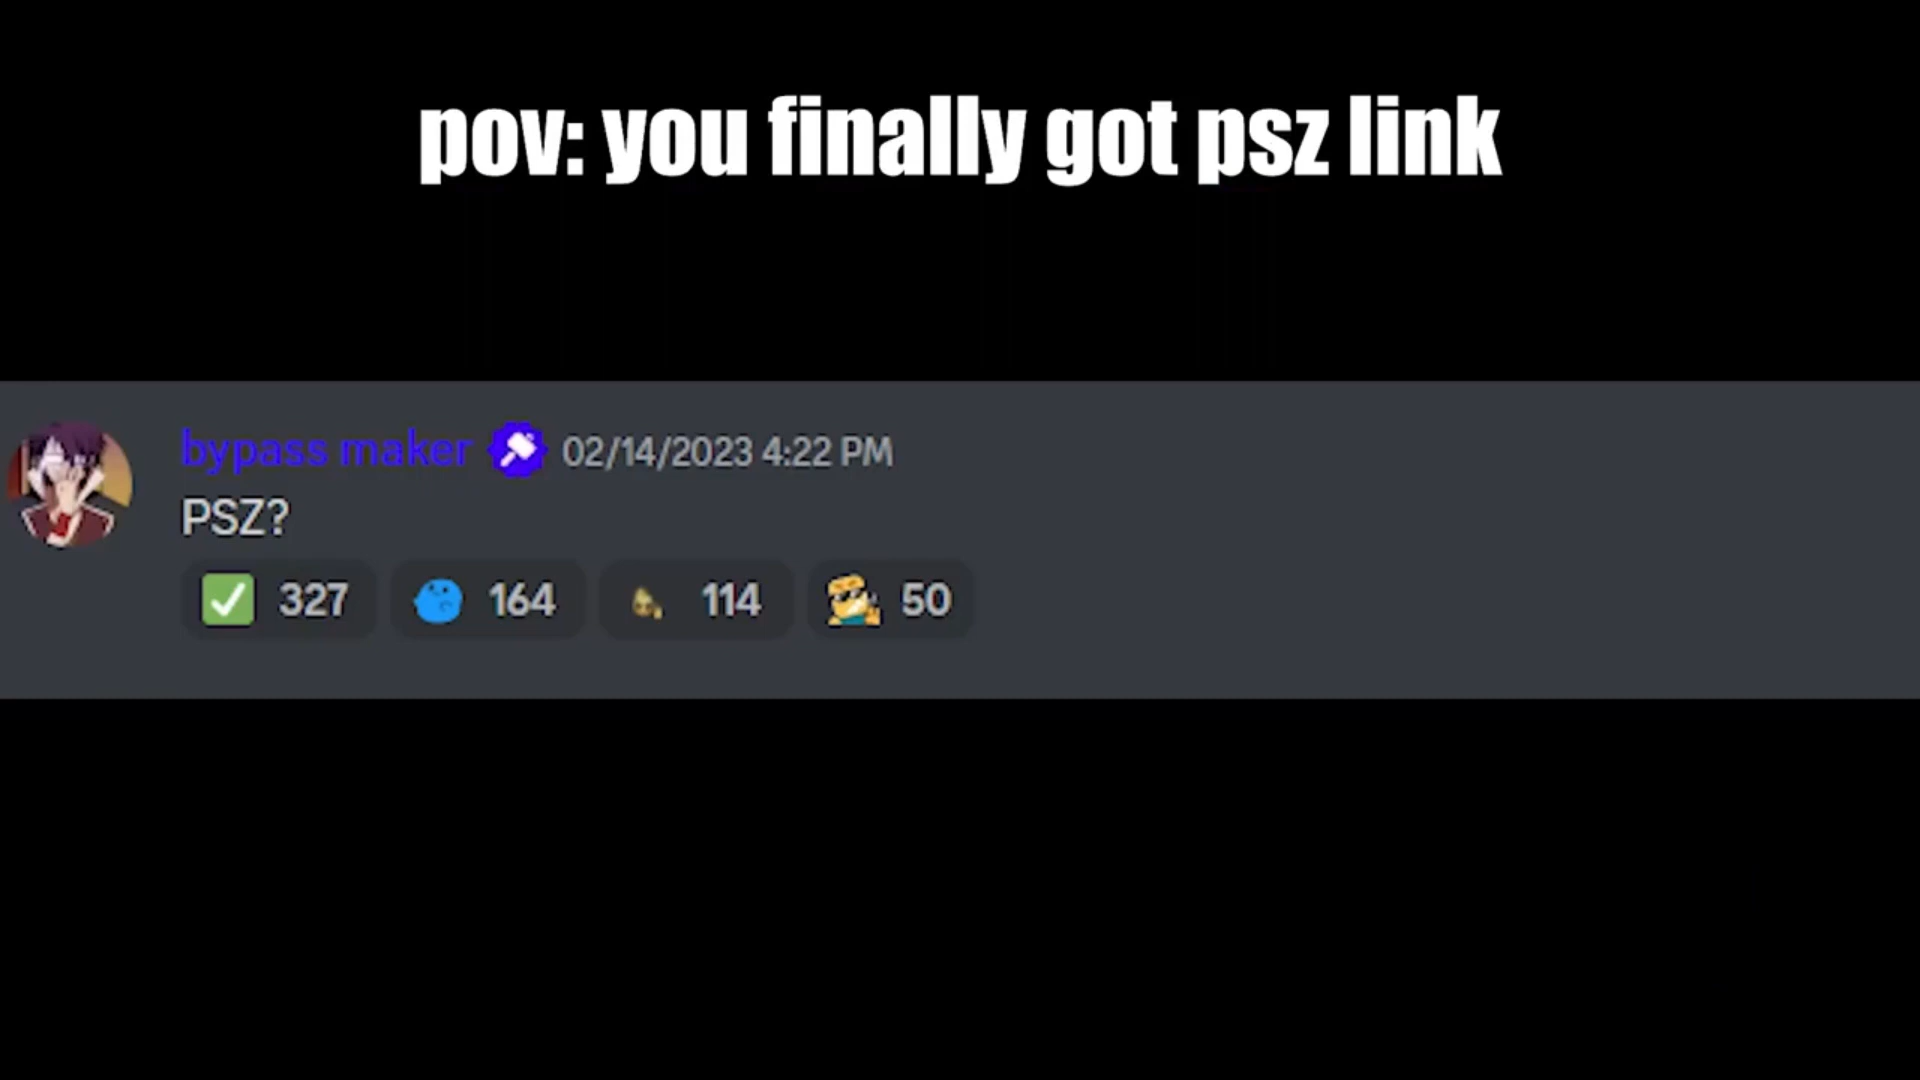 pov: you finally got psz link
bypass maker 02/14/2023 4:22 PM
PSZ?
327 164 114 50